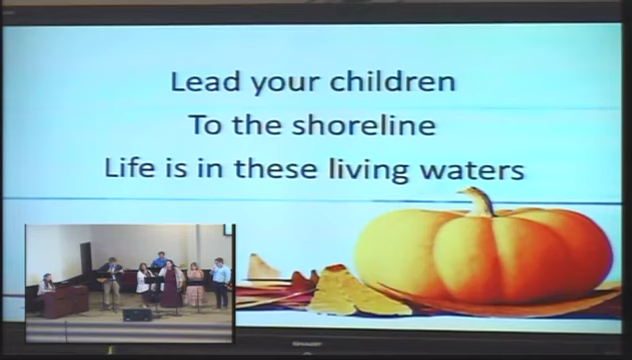 Lead your children
To the shoreline
Life is in these living waters